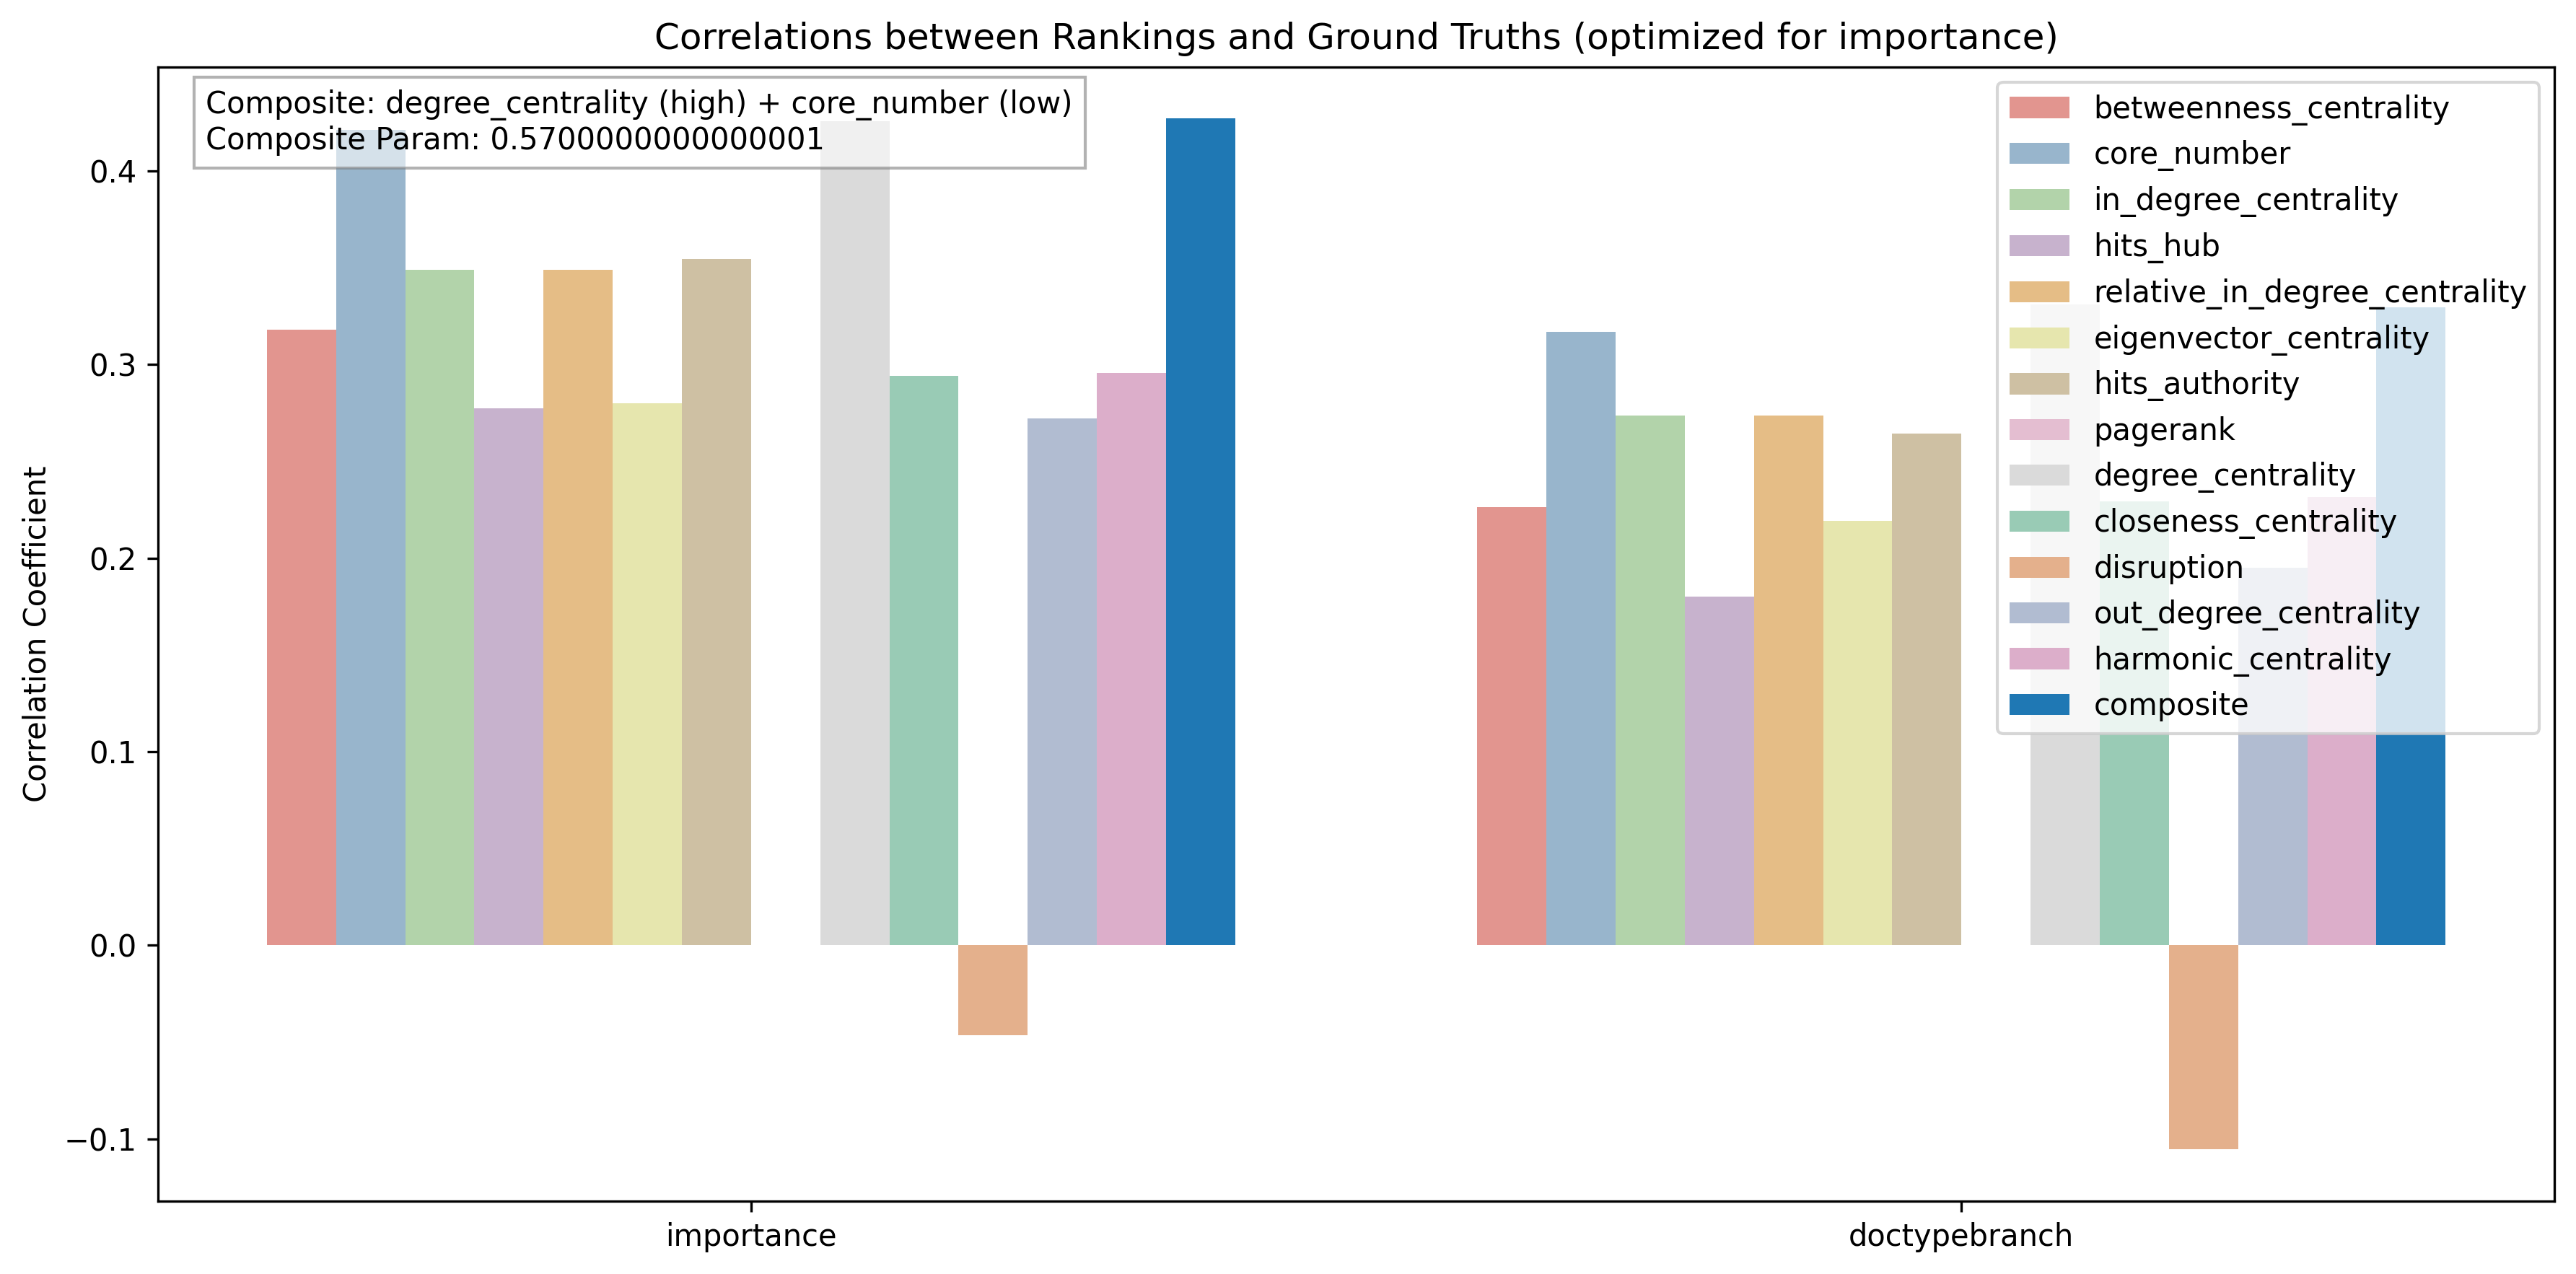 Correlations between Rankings and Ground Truths (optimized for importance)
Composite: degree_centrality (high) + core_number (low)
Composite Param: 0.5700000000000001
betweenness_centrality
core_number
in_degree_centrality
hits_hub
relative_in_degree_centrality
eigenvector_centrality
hits_authority
pagerank
degree_centrality
closeness_centrality
disruption
out_degree_centrality
harmonic_centrality
composite
Correlation Coefficient
0.4
0.3
0.2
0.1
0.0
−0.1
importance
doctypebranch